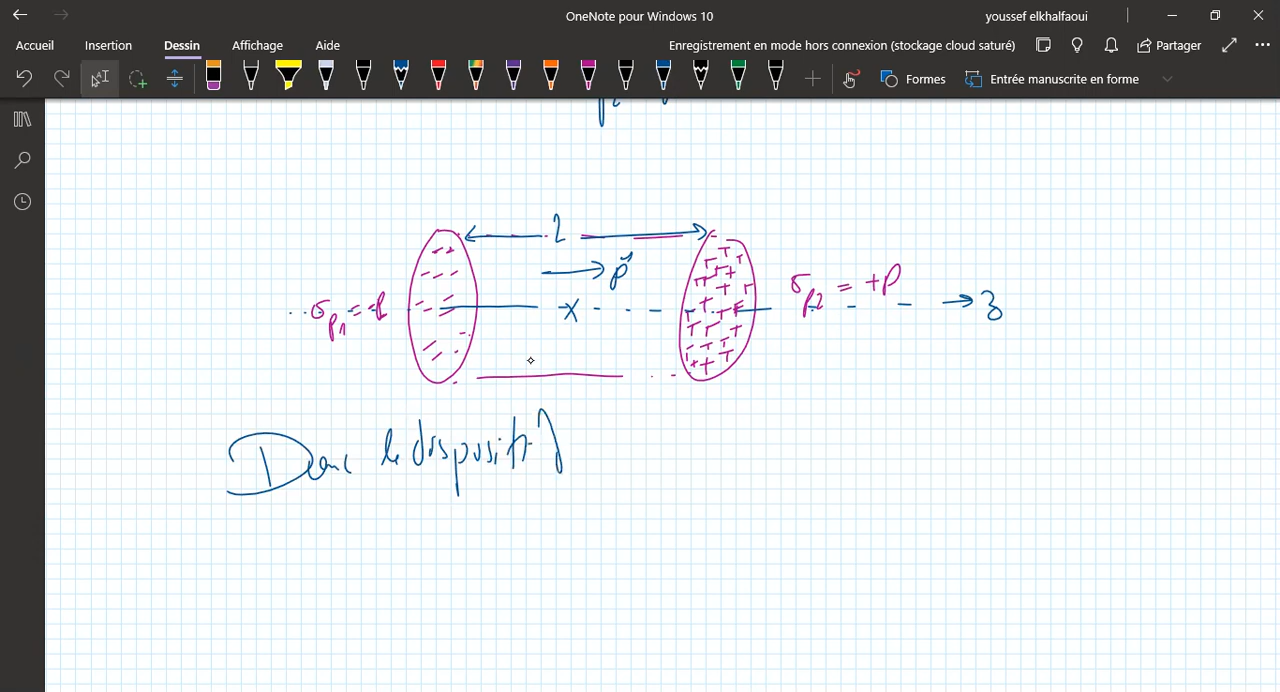 OneNote pour Windows 10
youssef elkhalfaoui
Accueil Insertion Dessin Affichage Aide
Enregistrement en mode hors connexion (stockage cloud saturé)
Partager
Formes
Entrée manuscrite en forme
l
p⃗
σp1 = -P
σp2 = +P
z
Donc le dispositif